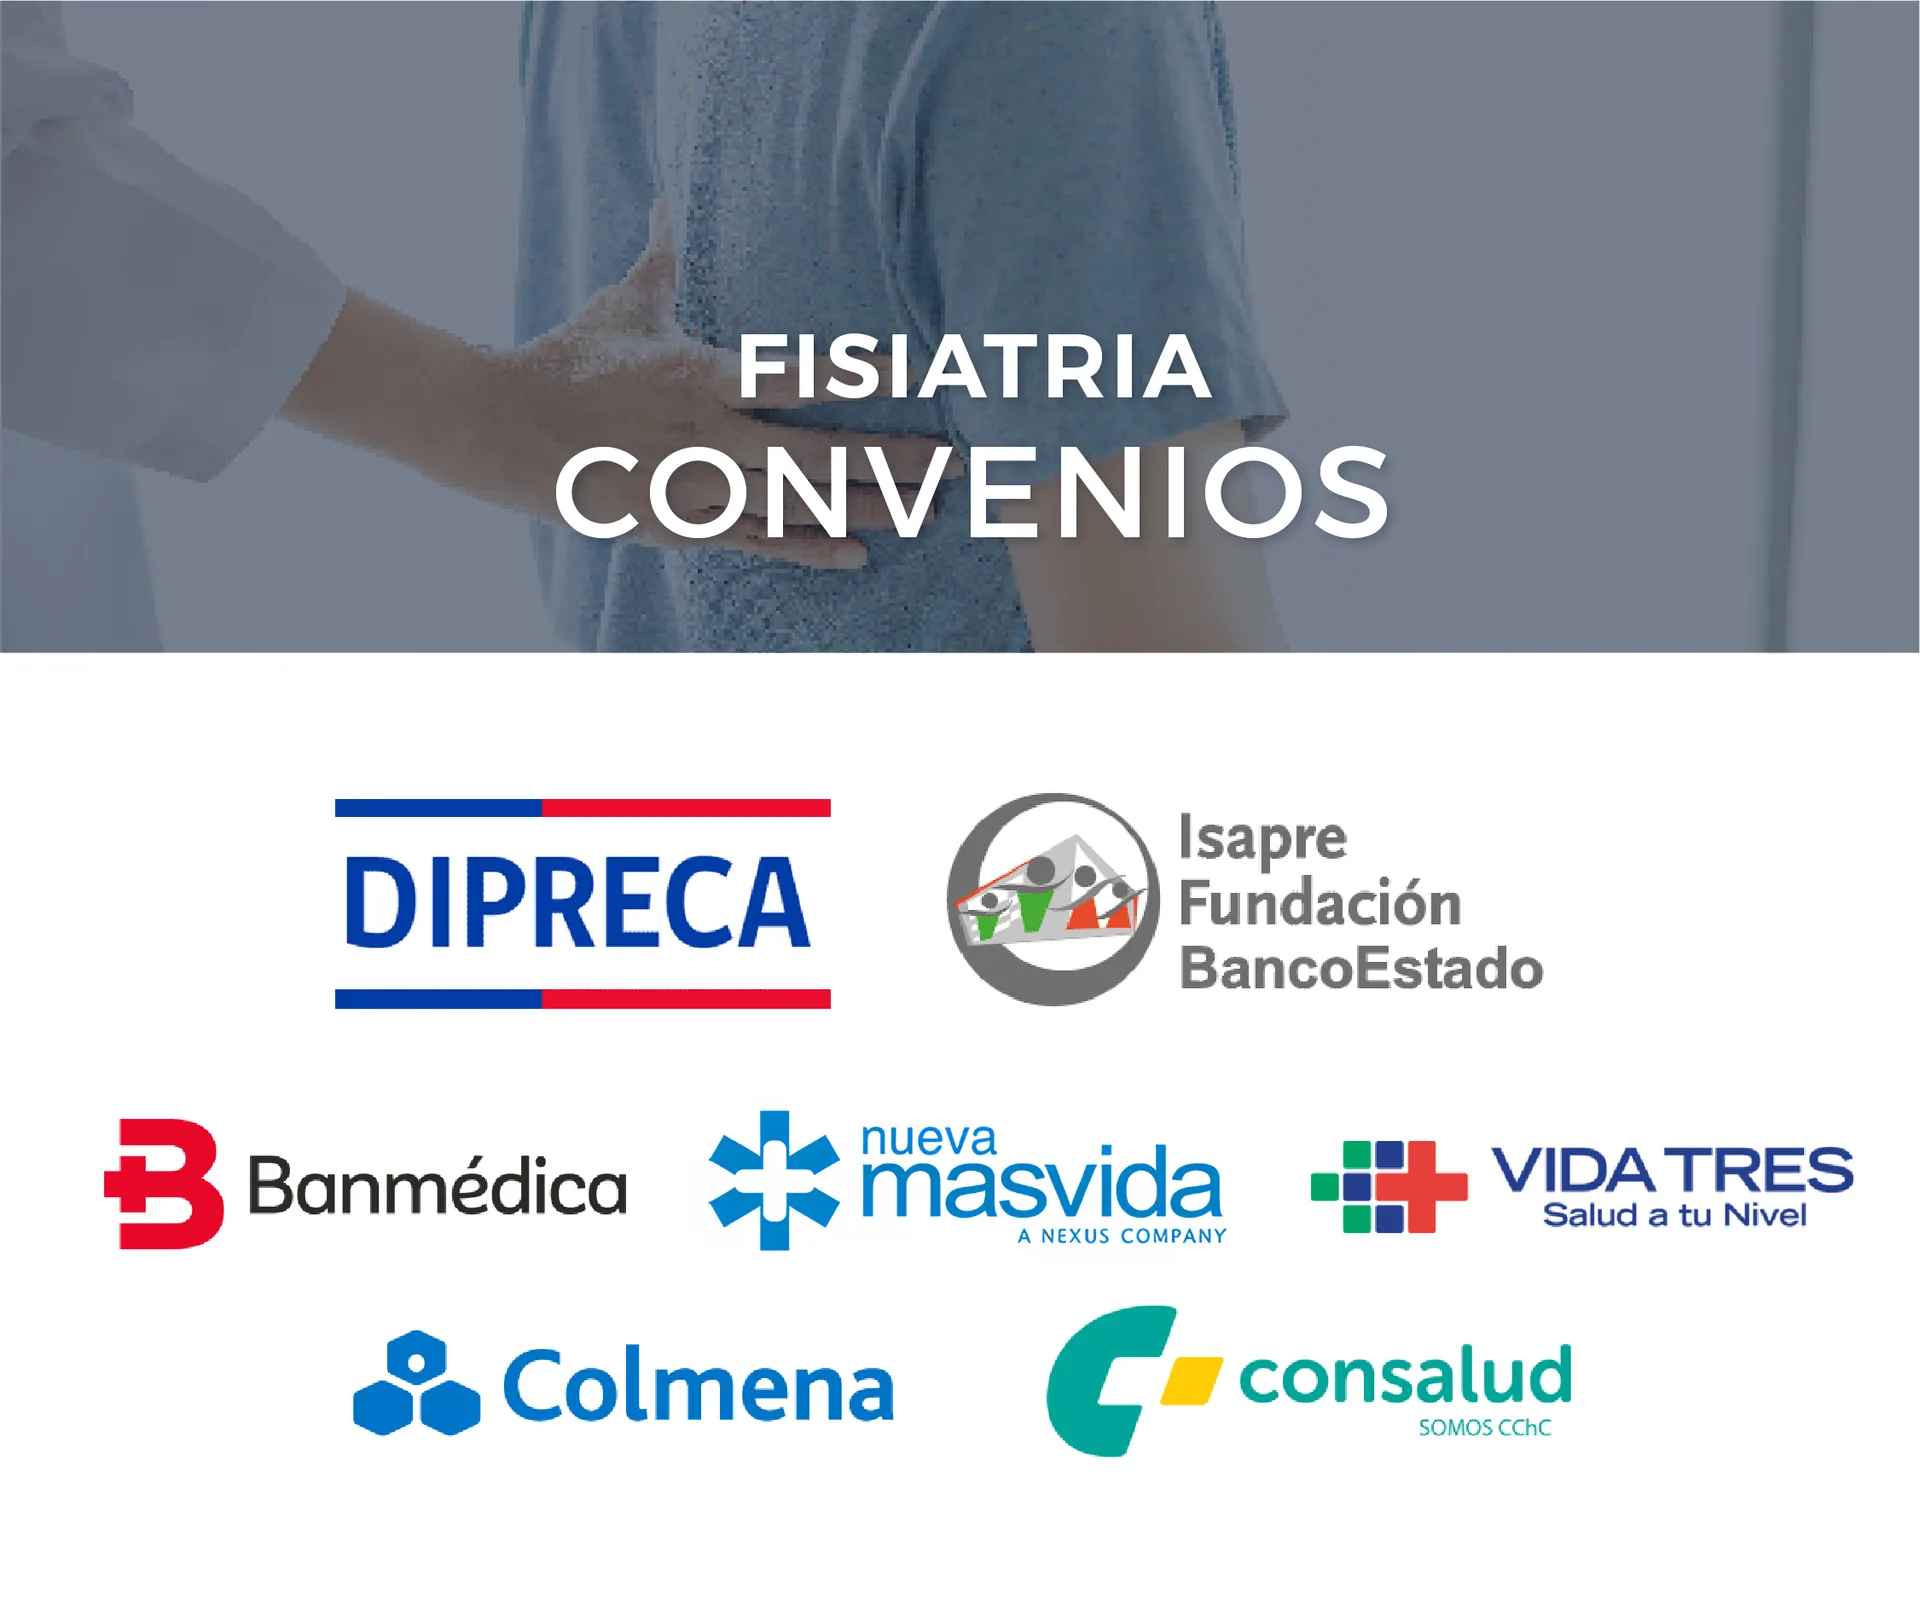 FISIATRIA
CONVENIOS
DIPRECA
Isapre
Fundación
BancoEstado
Banmédica
nueva
masvida
A NEXUS COMPANY
VIDA TRES
Salud a tu Nivel
Colmena
consalud
SOMOS CChC